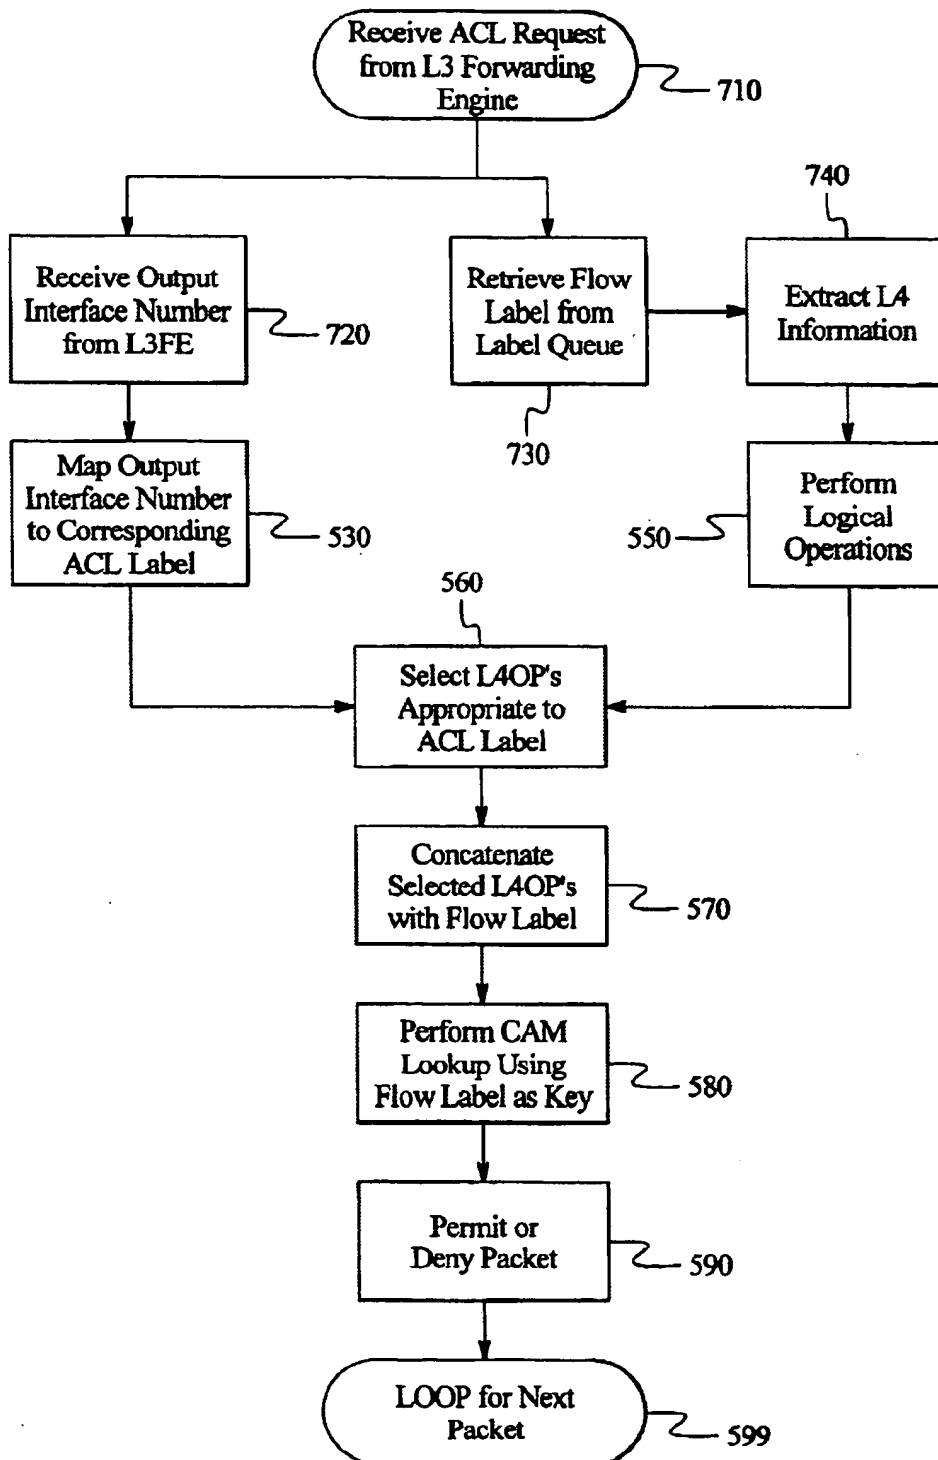 Receive ACL Request
from L3 Forwarding
Engine
710
740
Receive Output
Interface Number
from L3FE
720
Retrieve Flow
Label from
Label Queue
730
Extract L4
Information
Map Output
Interface Number
to Corresponding
ACL Label
530
550
Perform
Logical
Operations
560
Select L4OP's
Appropriate to
ACL Label
Concatenate
Selected L4OP's
with Flow Label
570
Perform CAM
Lookup Using
Flow Label as Key
580
Permit or
Deny Packet
590
LOOP for Next
Packet
599